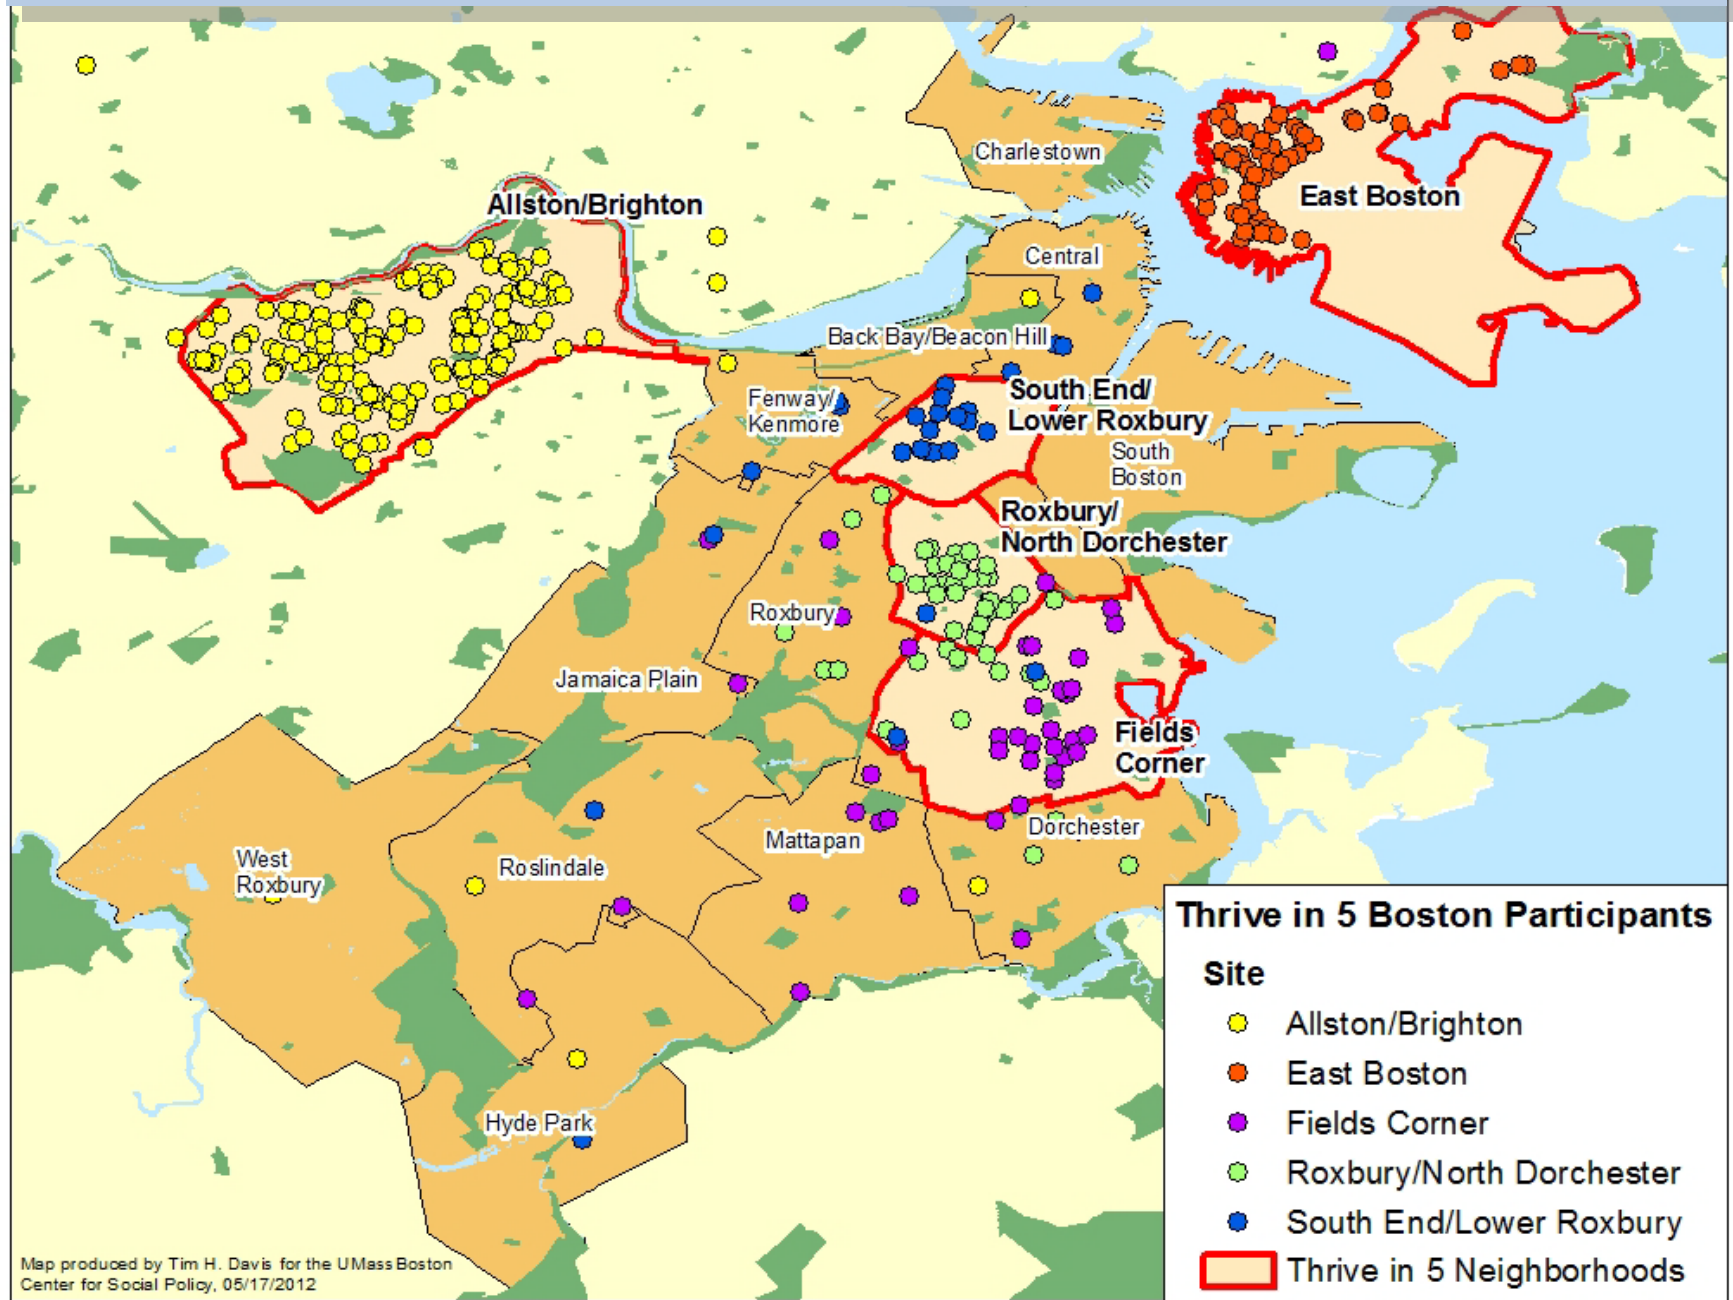 Charlestown
Allston/Brighton
East Boston
Central
Back Bay/Beacon Hill
South End/
Lower Roxbury
Fenway/
Kenmore
South
Boston
Roxbury/
North Dorchester
Roxbury
Jamaica Plain
Fields
Corner
Dorchester
Mattapan
West
Roxbury
Roslindale
Hyde Park
Thrive in 5 Boston Participants
Site
Allston/Brighton
East Boston
Fields Corner
Roxbury/North Dorchester
South End/Lower Roxbury
Thrive in 5 Neighborhoods
Map produced by Tim H. Davis for the UMass Boston
Center for Social Policy, 05/17/2012